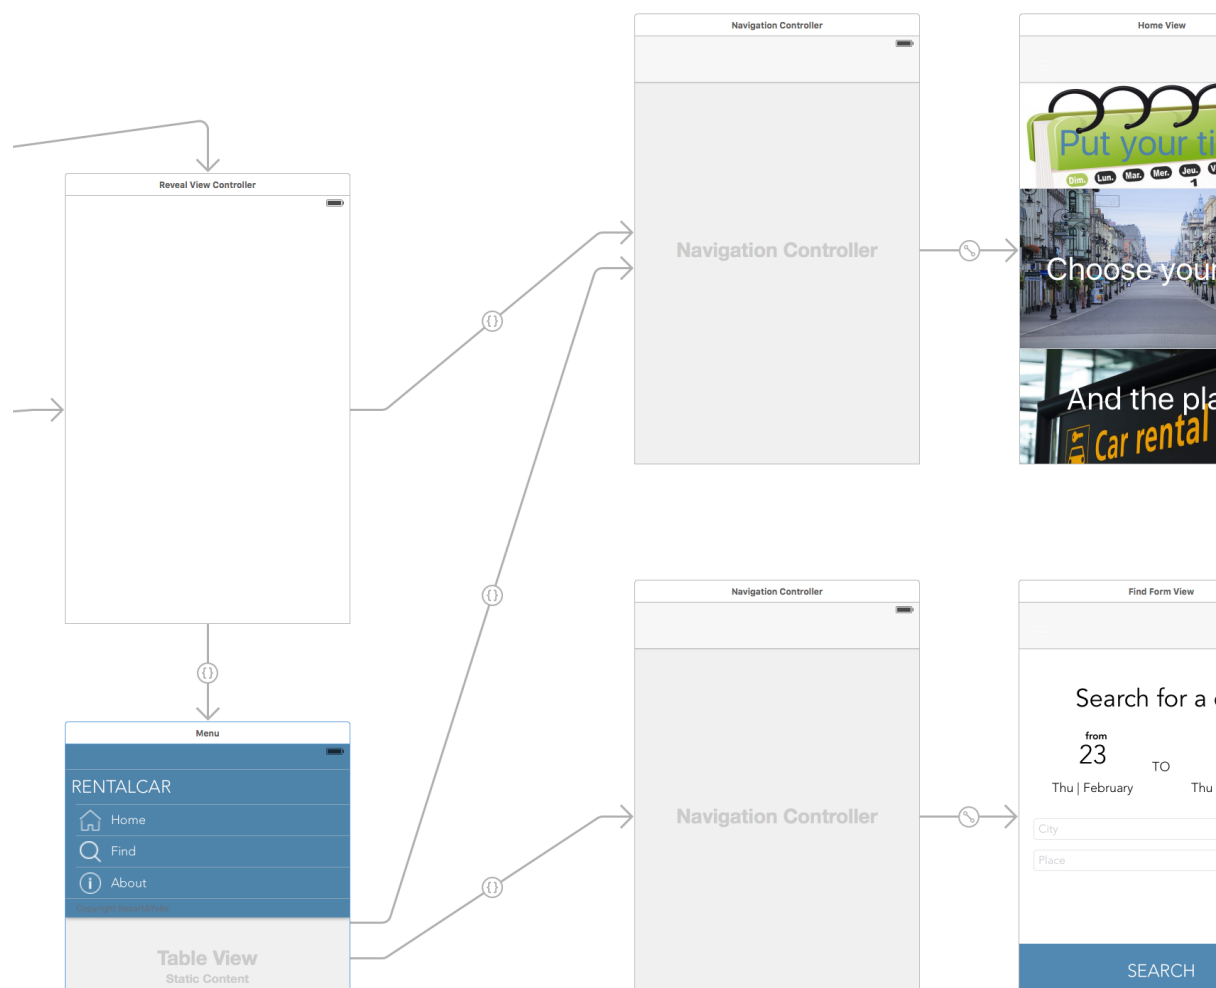 Navigation Controller
Home View
Put your ti
Dim. Lun. Mar. Mer. Jeu. V
1
Reveal View Controller
Navigation Controller
Choose your
And the pla
Car rental
Navigation Controller
Find Form View
Search for a
from
23
TO
Thu | February
Thu
Menu
RENTALCAR
Home
Find
About
Navigation Controller
City
Place
Table View
Static Content
SEARCH